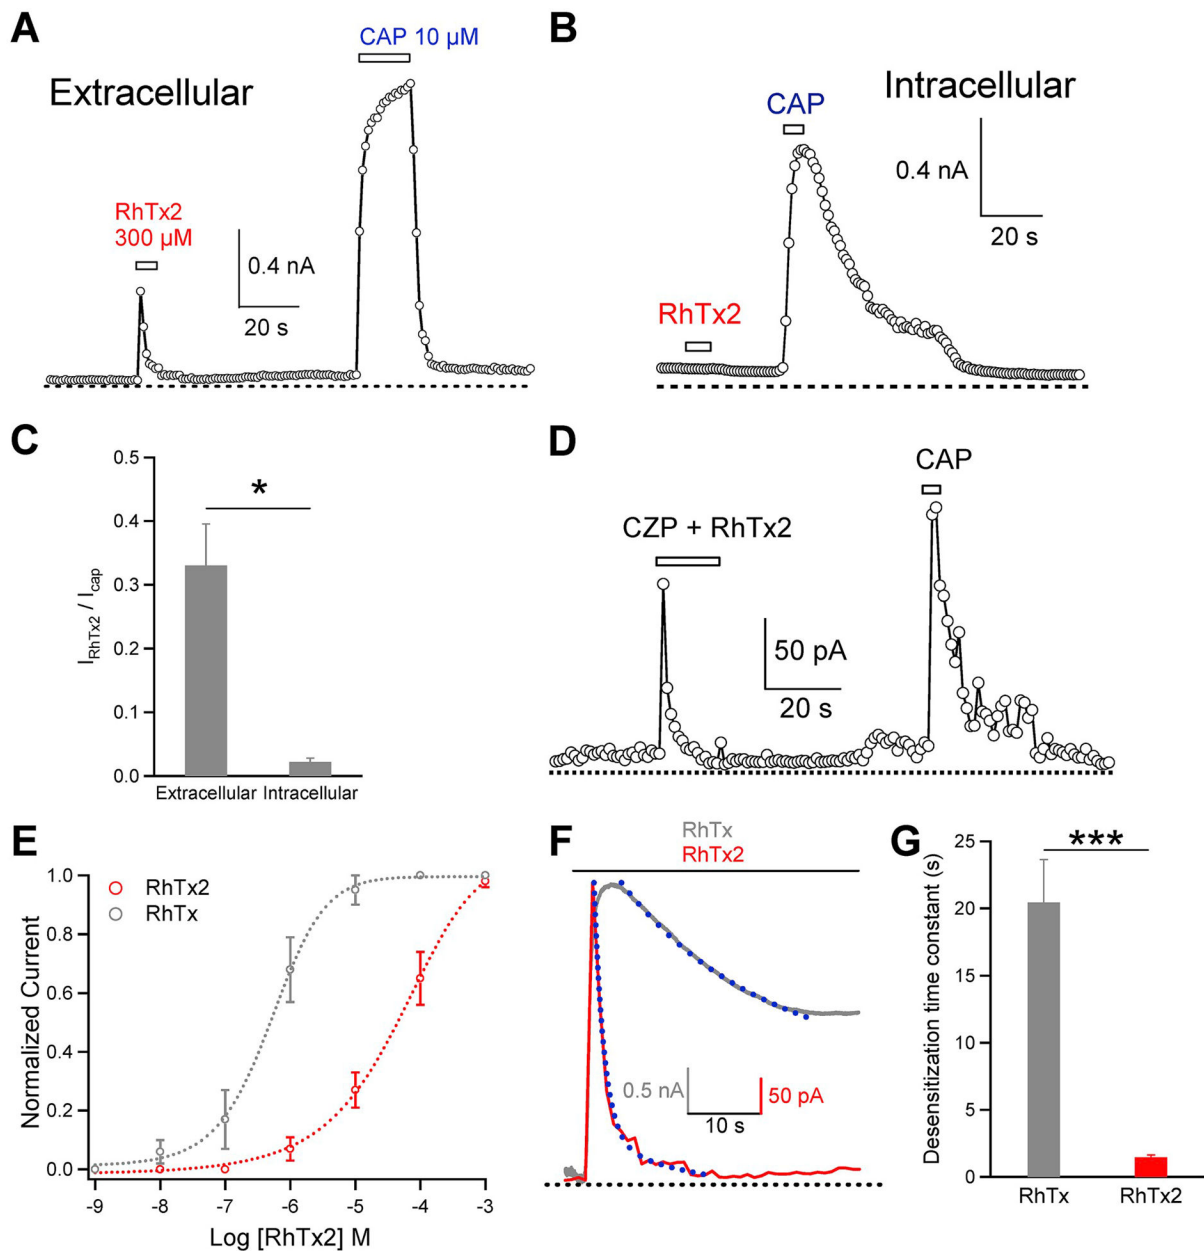 A
CAP 10 µM
Extracellular
RhTx2
300 µM
0.4 nA
20 s
B
Intracellular
CAP
0.4 nA
20 s
RhTx2
C
0.5
*
0.4
0.3
0.2
0.1
0.0
I RhTx2 / I cap
Extracellular Intracellular
D
CAP
CZP + RhTx2
50 pA
20 s
E
1.0
0.8
0.6
0.4
0.2
0.0
Normalized Current
RhTx2
RhTx
-9 -8 -7 -6 -5 -4 -3
Log [RhTx2] M
F
RhTx
RhTx2
0.5 nA
50 pA
10 s
G
25
***
20
15
10
5
0
Desensitization time constant (s)
RhTx RhTx2